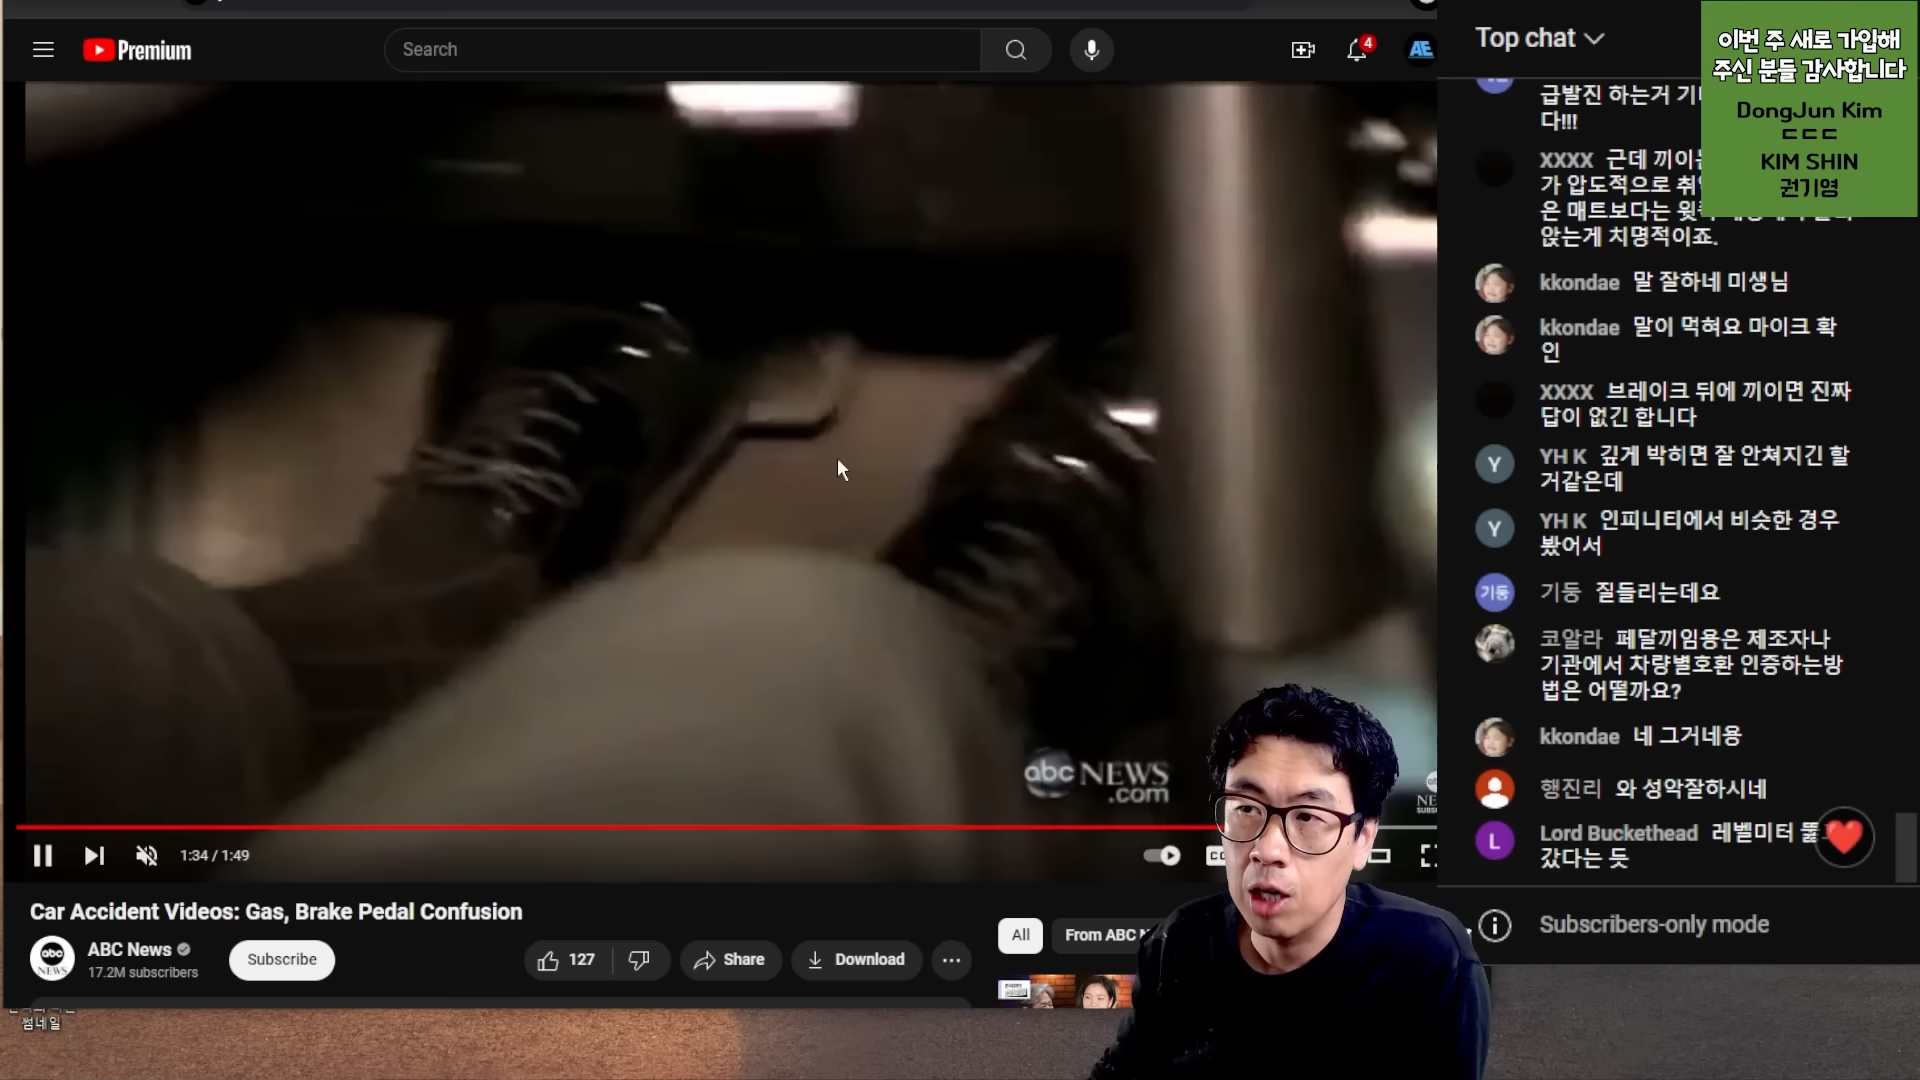 Premium
Search
4
AE
Top chat
이번 주 새로 가입해
주신 분들 감사합니다
DongJun Kim
ㄷㄷㄷ
KIM SHIN
권기영
급발진 하는거
다!!!
XXXX 근데
가 압도적으로
은 매트보다는
앉는게 치명적이죠.
kkondae 말 잘하네 미생님
kkondae 말이 먹혀요 마이크 확
인
XXXX 브레이크 뒤에 끼이면 진짜
답이 없긴 합니다
Y YH K 깊게 박히면 잘 안쳐지긴 할
거같은데
Y YH K 인피니티에서 비슷한 경우
봤어서
기둥 기둥 질들리는데요
코알라 페달끼임용은 제조자나
기관에서 차량별호환 인증하는방
법은 어떨까요?
kkondae 네 그거네용
행진리 와 성악잘하시네
L Lord Buckethead 레벨미터 뚫
갔다는 듯
Subscribers-only mode
abc NEWS
.com
1:34 / 1:49
Car Accident Videos: Gas, Brake Pedal Confusion
abc
NEWS
ABC News
17.2M subscribers
Subscribe
127
Share
Download
All
From ABC
썸네일